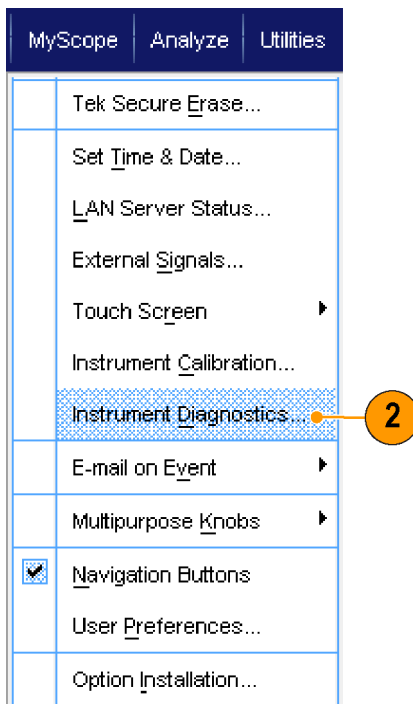 MyScope Analyze Utilities
Tek Secure Erase...
Set Time & Date...
LAN Server Status...
External Signals...
Touch Screen
Instrument Calibration...
Instrument Diagnostics... 2
E-mail on Event
Multipurpose Knobs
Navigation Buttons
User Preferences...
Option Installation...